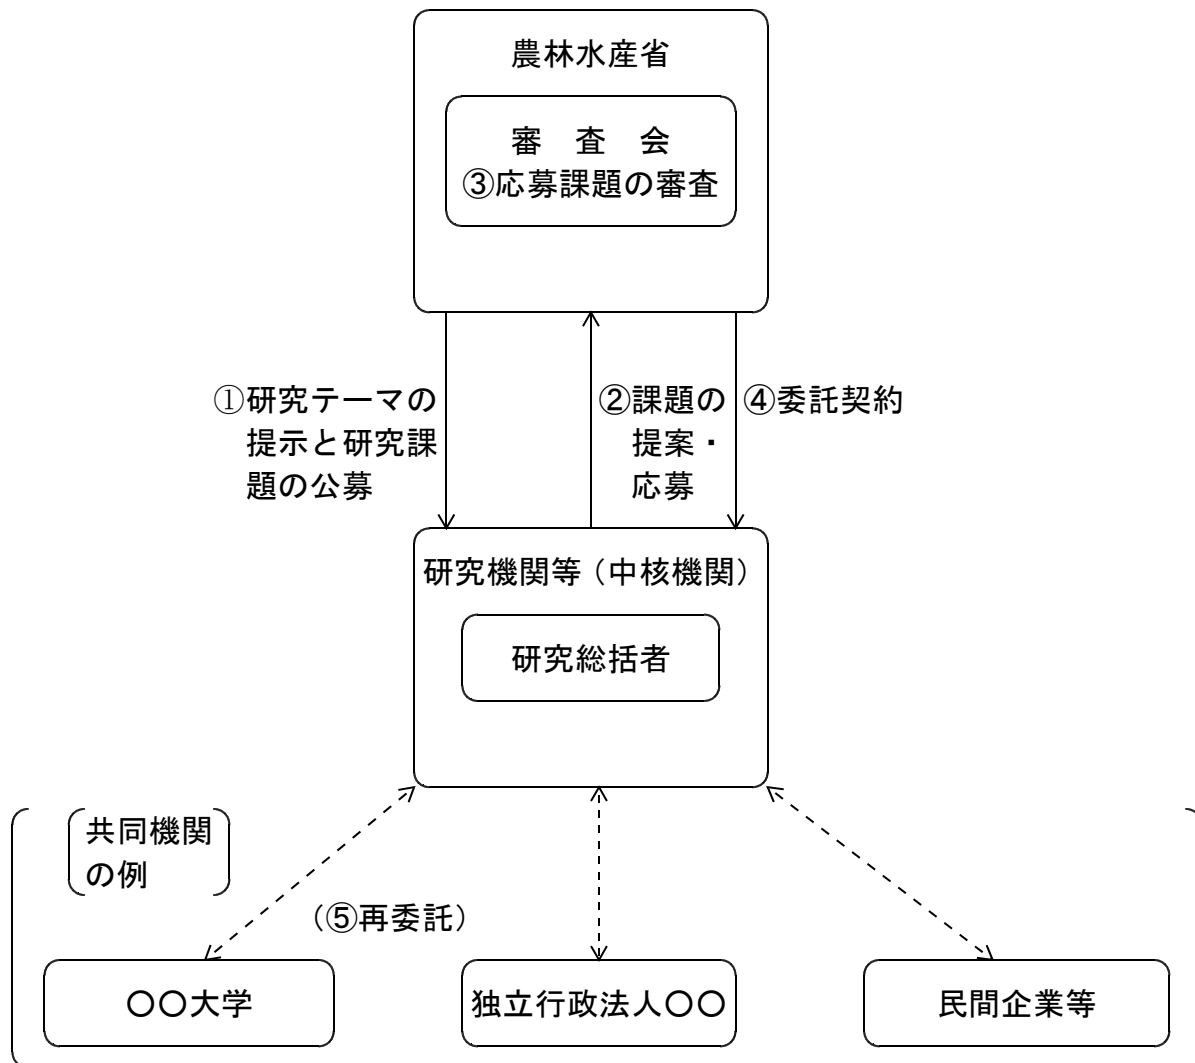 農林水産省
審　査　会
③応募課題の審査
①研究テーマの
提示と研究課
題の公募
②課題の
提案・
応募
④委託契約
研究機関等（中核機関）
研究総括者
共同機関
の例
（⑤再委託）
〇〇大学
独立行政法人〇〇
民間企業等